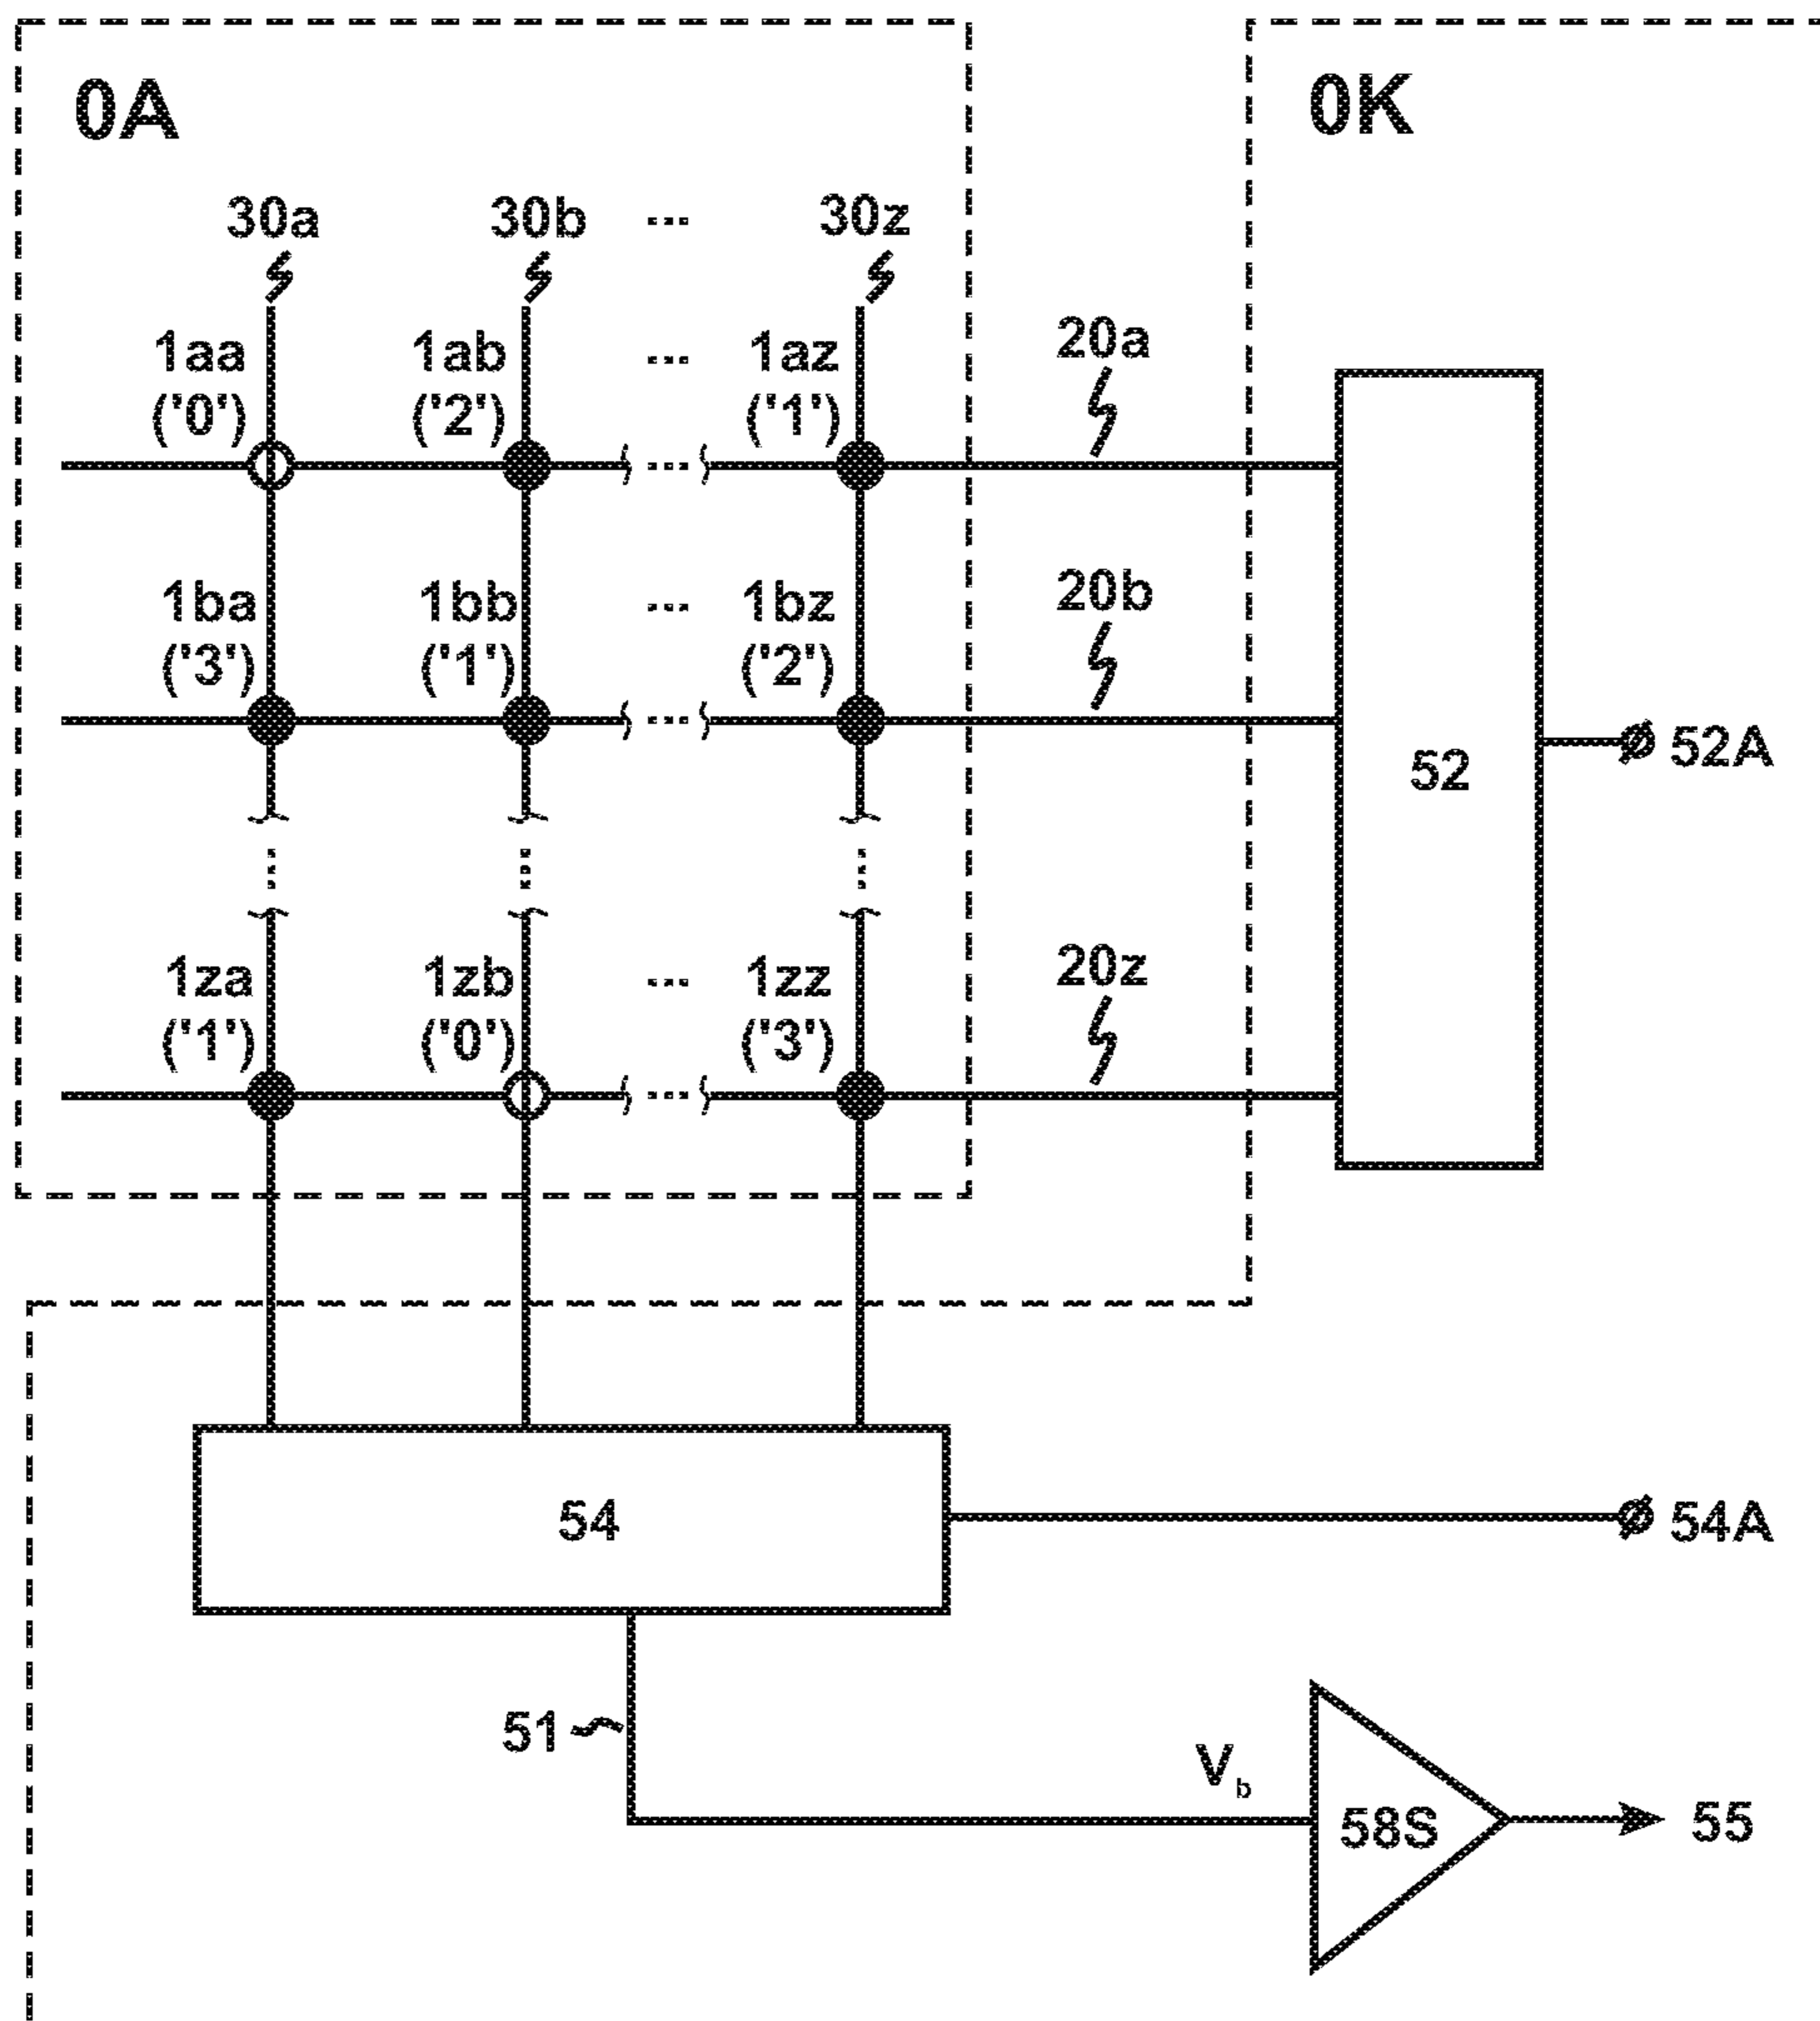 0A
0K
30a 30b ... 30z
1aa 1ab ... 1az
('0') ('2') ('1')
20a
...
1ba 1bb ... 1bz
('3') ('1') ('2')
20b
...
52
52A
... ... ...
1za 1zb ... 1zz
('1') ('0') ('3')
20z
...
54
54A
51
Vb
58S
55